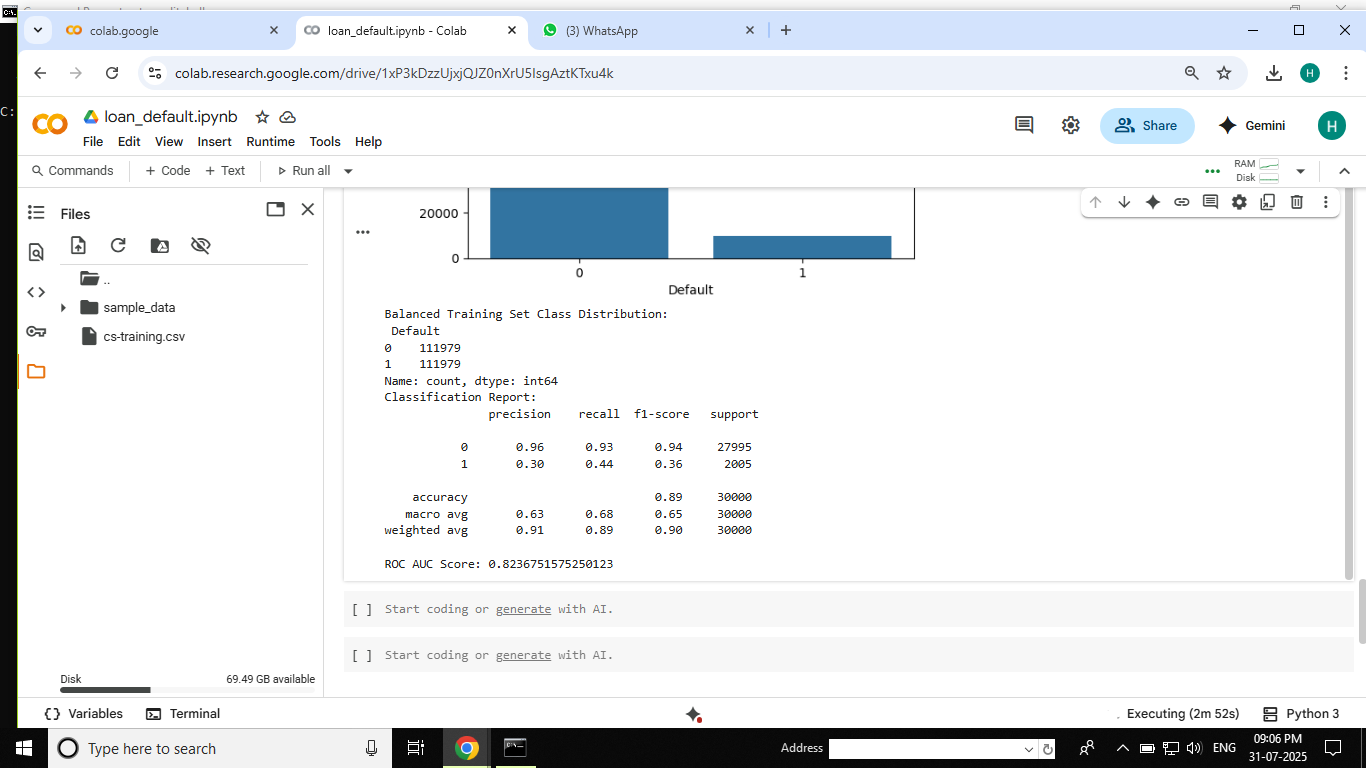 colab.google
loan_default.ipynb - Colab
(3) WhatsApp
colab.research.google.com/drive/1xP3kDzzUjxjQJZ0nXrU5IsgAztKTxu4k
H
C:
loan_default.ipynb
File Edit View Insert Runtime Tools Help
Share
Gemini
H
Commands + Code + Text Run all
RAM
Disk
Files
..
sample_data
cs-training.csv
Disk 69.49 GB available
20000
0
0 1
Default
Balanced Training Set Class Distribution:
Default
0 111979
1 111979
Name: count, dtype: int64
Classification Report:
precision recall f1-score support
0 0.96 0.93 0.94 27995
1 0.30 0.44 0.36 2005
accuracy 0.89 30000
macro avg 0.63 0.68 0.65 30000
weighted avg 0.91 0.89 0.90 30000
ROC AUC Score: 0.8236751575250123
[ ] Start coding or generate with AI.
[ ] Start coding or generate with AI.
Variables Terminal
Executing (2m 52s) Python 3
Type here to search
Address
ENG
09:06 PM
31-07-2025